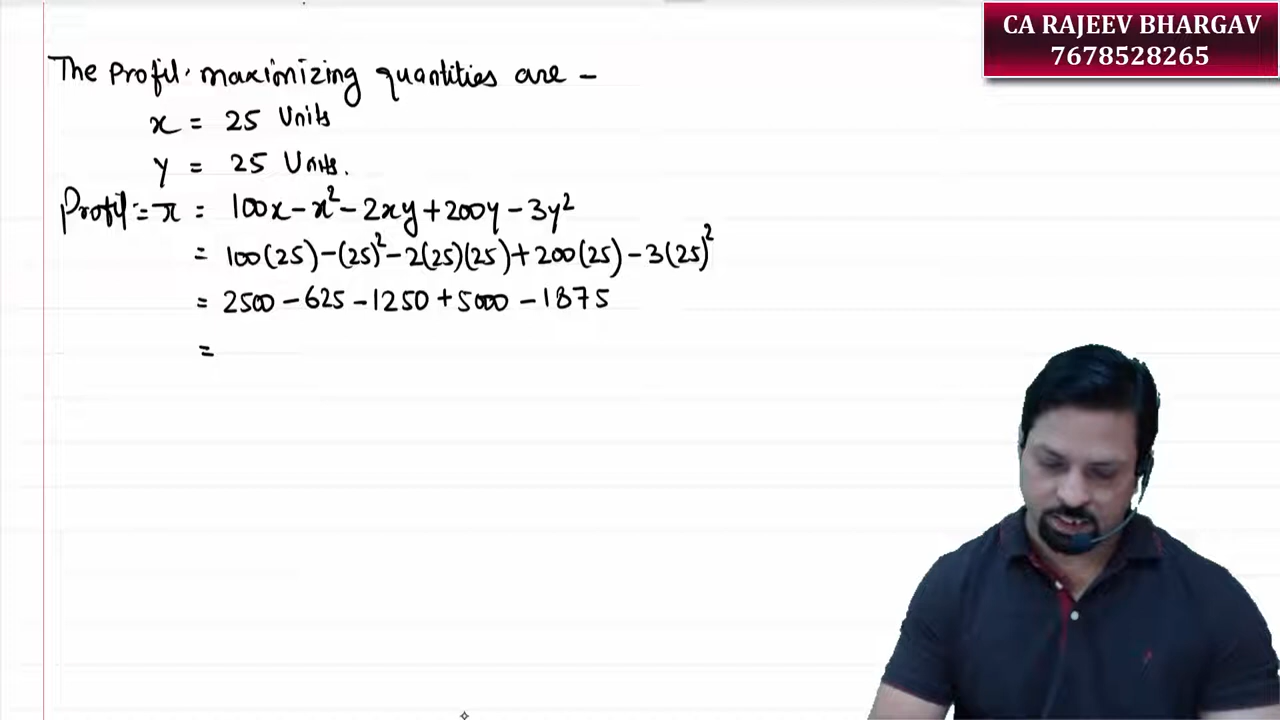 CA RAJEEV BHARGAV
7678528265
The Profit maximizing quantities are -
x = 25 Units
y = 25 Units.
Profit = π = 100x - x² - 2xy + 200y - 3y²
= 100(25) - (25)² - 2(25)(25) + 200(25) - 3(25)²
= 2500 - 625 - 1250 + 5000 - 1875
=